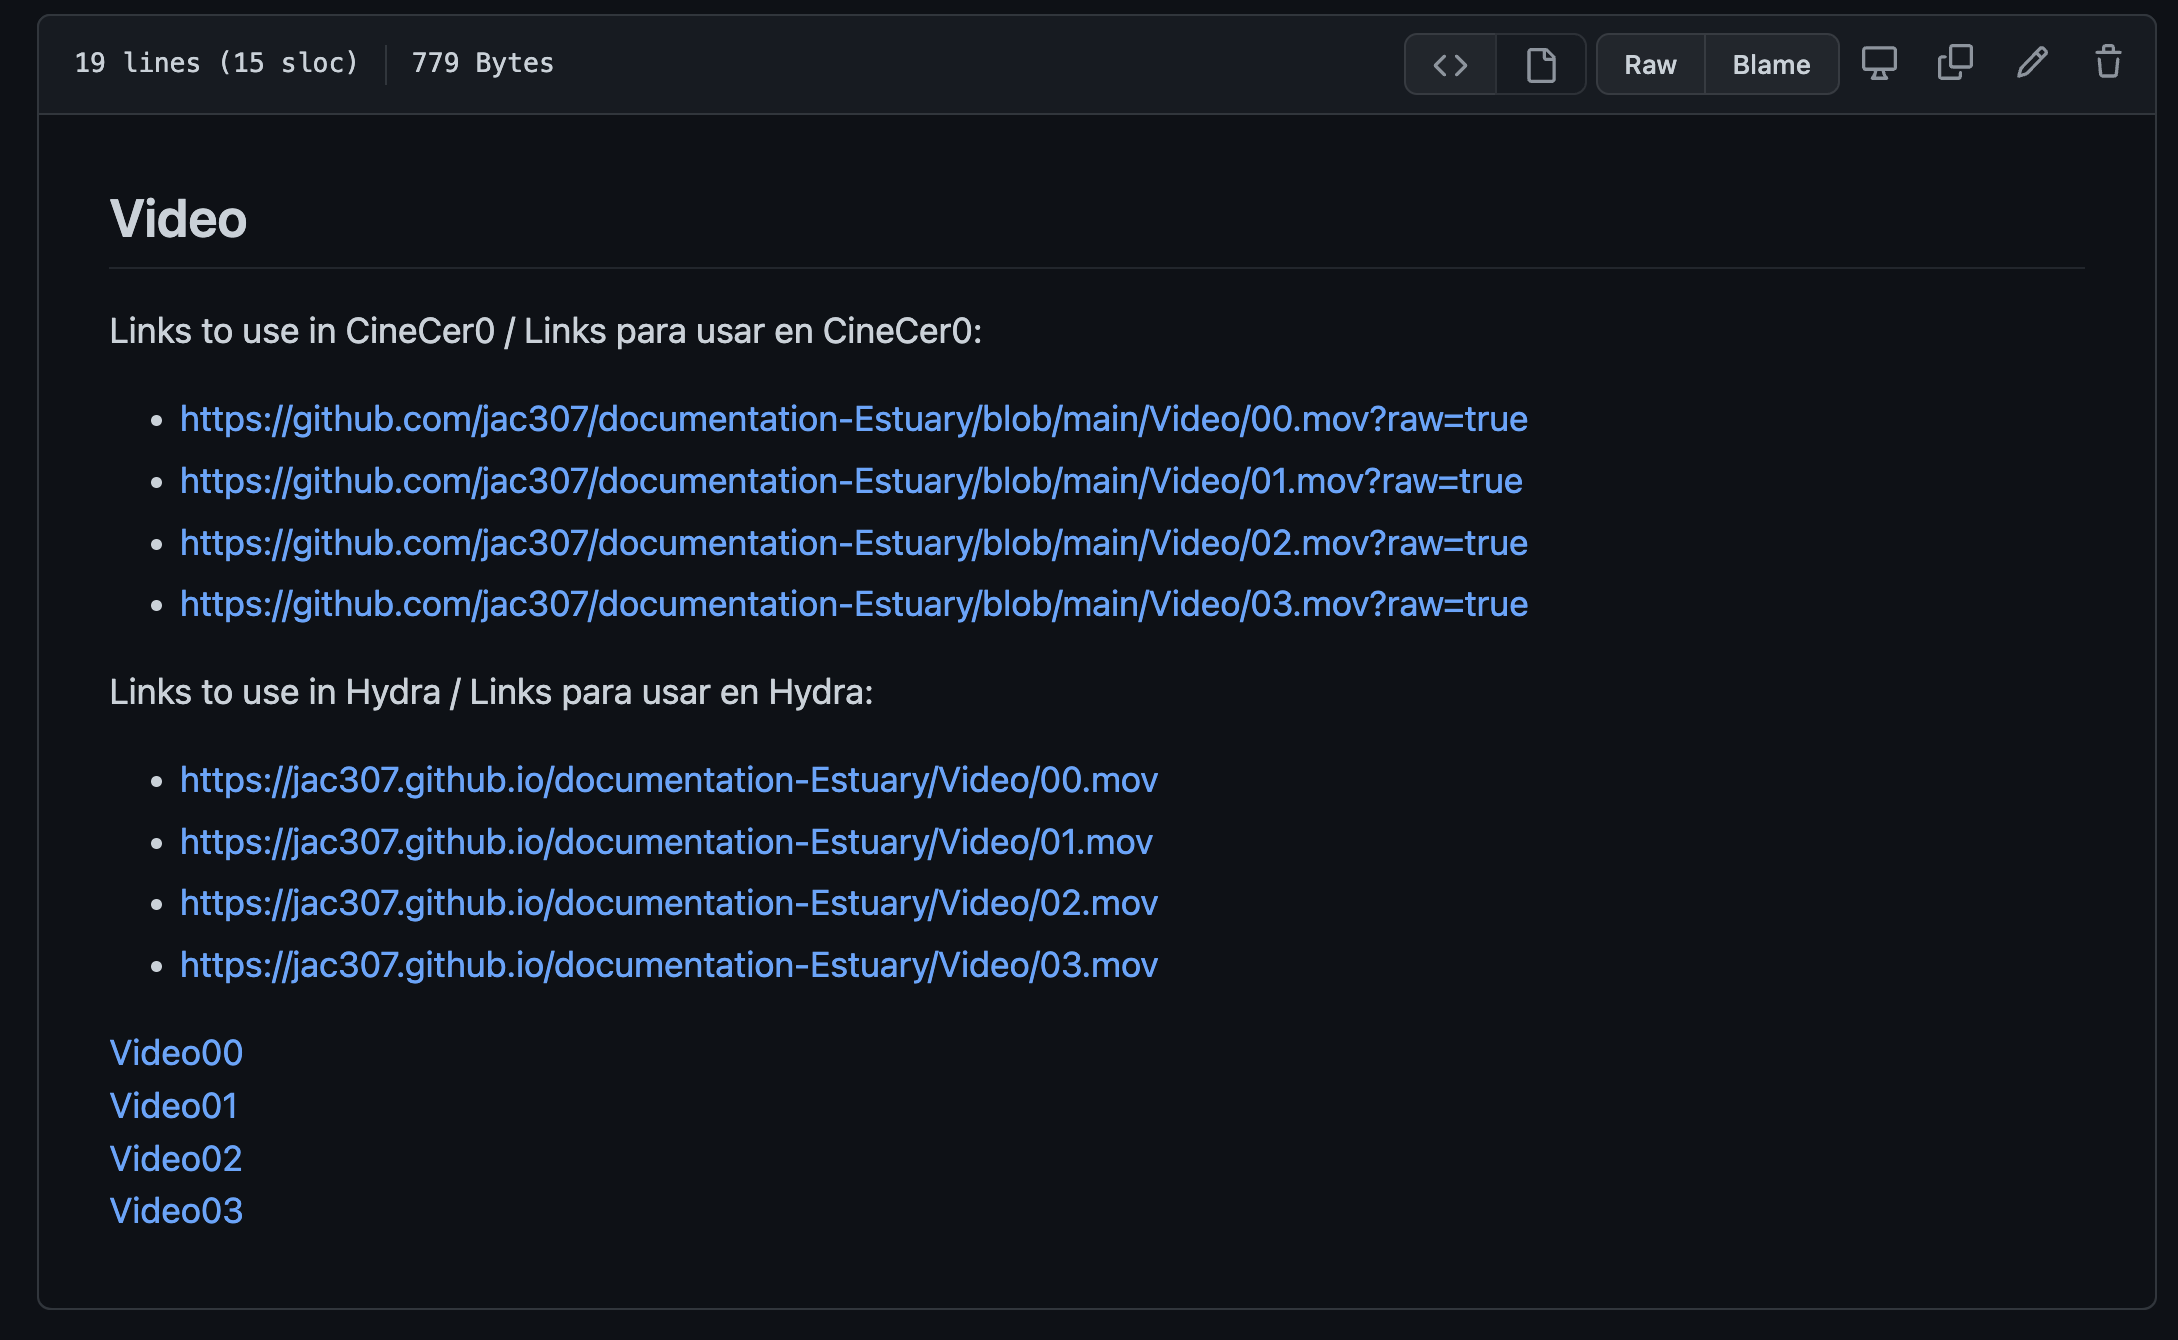 19 lines (15 sloc) 779 Bytes Raw Blame
Video
Links to use in CineCer0 / Links para usar en CineCer0:
https://github.com/jac307/documentation-Estuary/blob/main/Video/00.mov?raw=true
https://github.com/jac307/documentation-Estuary/blob/main/Video/01.mov?raw=true
https://github.com/jac307/documentation-Estuary/blob/main/Video/02.mov?raw=true
https://github.com/jac307/documentation-Estuary/blob/main/Video/03.mov?raw=true
Links to use in Hydra / Links para usar en Hydra:
https://jac307.github.io/documentation-Estuary/Video/00.mov
https://jac307.github.io/documentation-Estuary/Video/01.mov
https://jac307.github.io/documentation-Estuary/Video/02.mov
https://jac307.github.io/documentation-Estuary/Video/03.mov
Video00
Video01
Video02
Video03